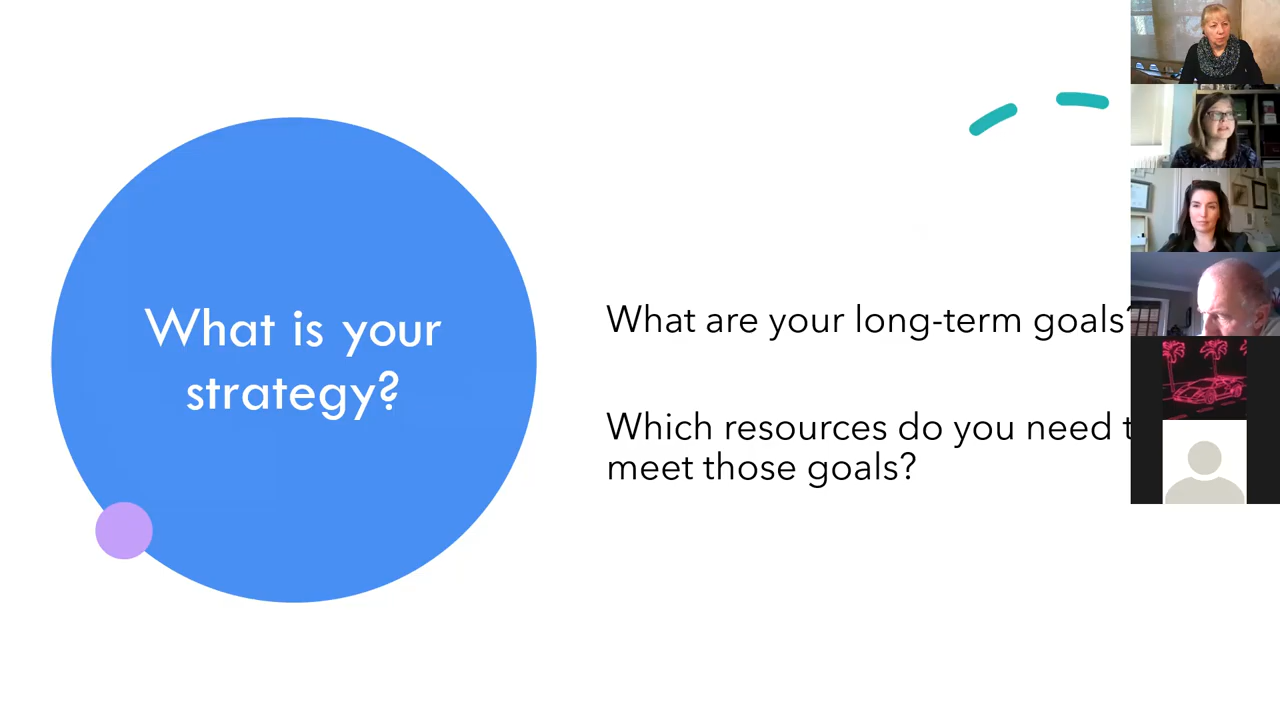 What is your
strategy?
What are your long-term goals?
Which resources do you need
meet those goals?